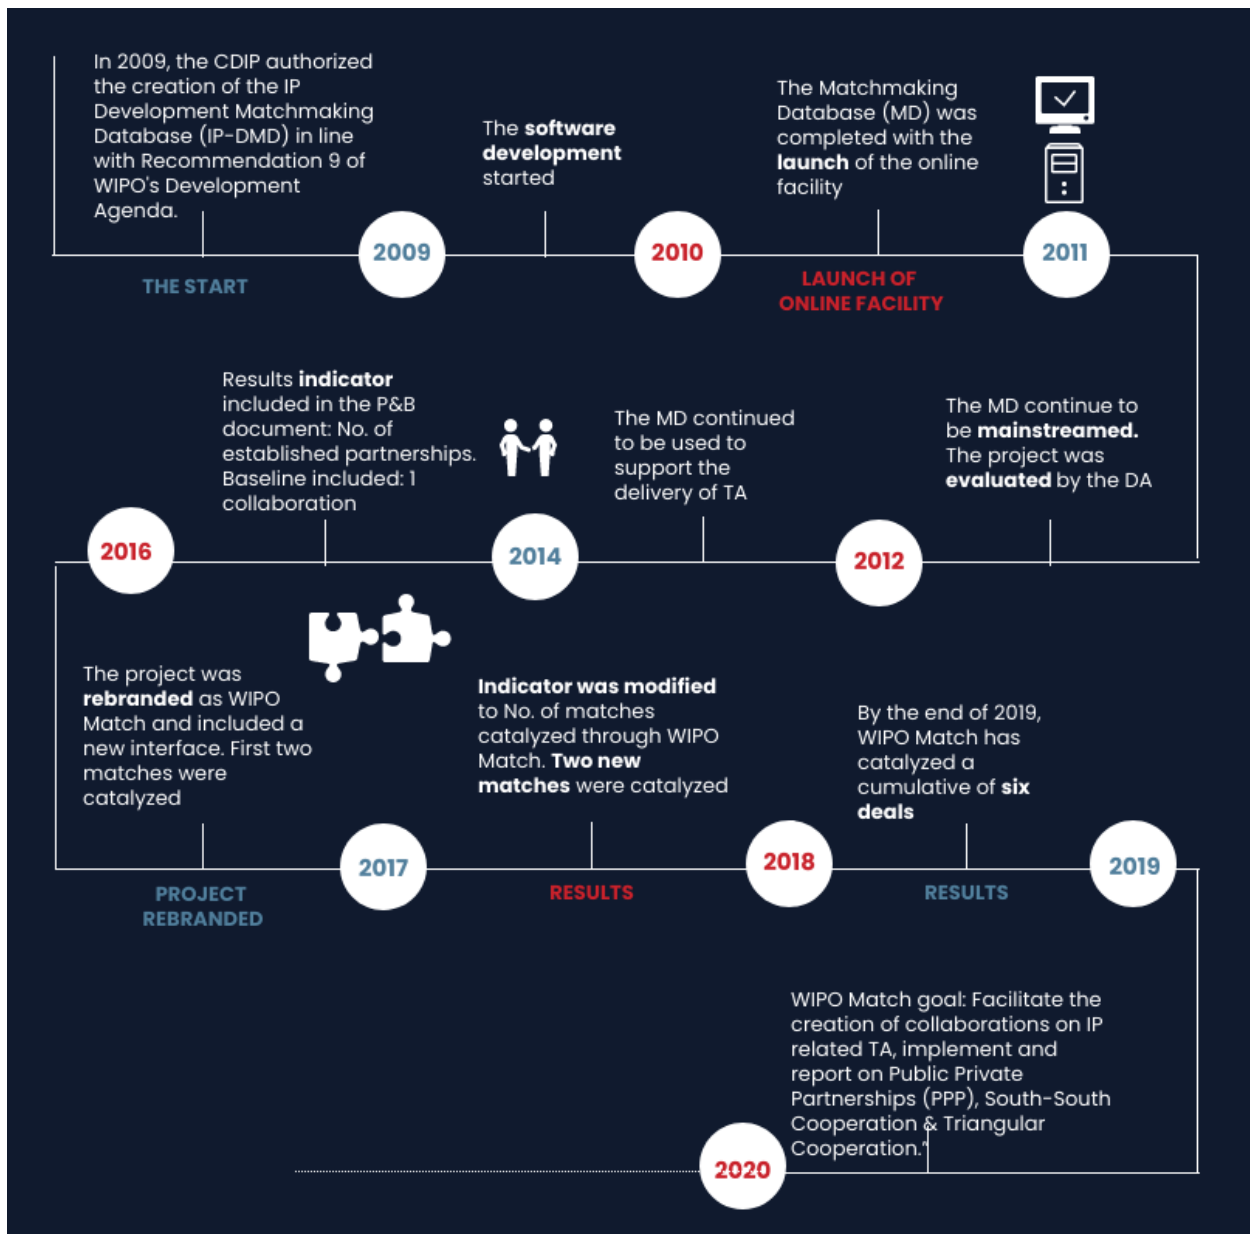 In 2009, the CDIP authorized
the creation of the IP
Development Matchmaking
Database (IP-DMD) in line
with Recommendation 9 of
WIPO's Development
Agenda.
THE START
2009
The software
development
started
2010
The Matchmaking
Database (MD) was
completed with the
launch of the online
facility
LAUNCH OF
ONLINE FACILITY
2011
The MD continue to
be mainstreamed.
The project was
evaluated by the DA
2012
The MD continued
to be used to
support the
delivery of TA
2014
Results indicator
included in the P&B
document: No. of
established partnerships.
Baseline included: 1
collaboration
2016
The project was
rebranded as WIPO
Match and included a
new interface. First two
matches were
catalyzed
PROJECT
REBRANDED
2017
Indicator was modified
to No. of matches
catalyzed through WIPO
Match. Two new
matches were catalyzed
RESULTS
2018
By the end of 2019,
WIPO Match has
catalyzed a
cumulative of six
deals
RESULTS
2019
WIPO Match goal: Facilitate the
creation of collaborations on IP
related TA, implement and
report on Public Private
Partnerships (PPP), South-South
Cooperation & Triangular
Cooperation."
2020